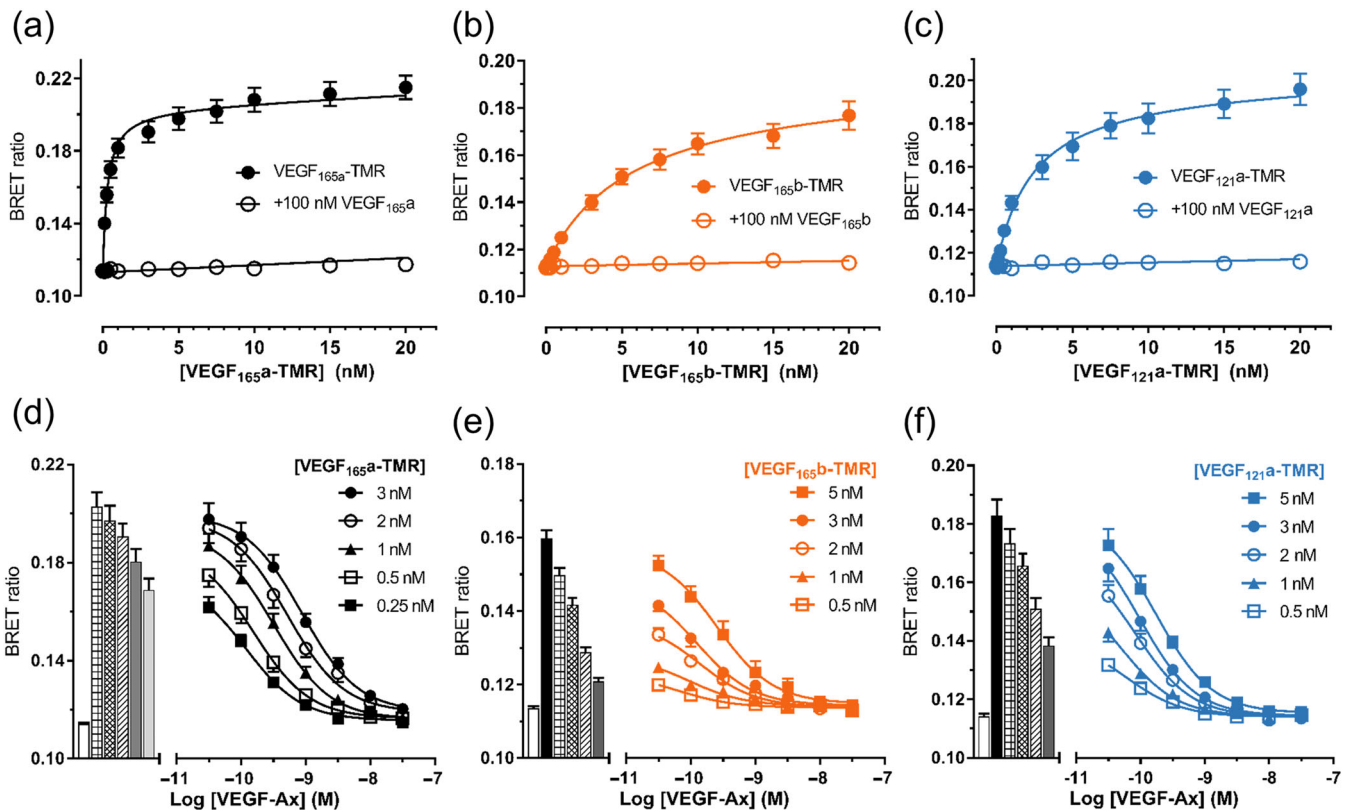 (a)
0.22
0.18
0.14
0.10
BRET ratio
VEGF165a-TMR
+100 nM VEGF165a
0 5 10 15 20
[VEGF165a-TMR] (nM)
(b)
0.20
0.18
0.16
0.14
0.12
0.10
BRET ratio
VEGF165b-TMR
+100 nM VEGF165b
0 5 10 15 20
[VEGF165b-TMR] (nM)
(c)
0.20
0.18
0.16
0.14
0.12
0.10
BRET ratio
VEGF121a-TMR
+100 nM VEGF121a
0 5 10 15 20
[VEGF121a-TMR] (nM)
(d)
0.22
0.18
0.14
0.10
BRET ratio
[VEGF165a-TMR]
3 nM
2 nM
1 nM
0.5 nM
0.25 nM
−11 −10 −9 −8 −7
Log [VEGF-Ax] (M)
(e)
0.18
0.16
0.14
0.12
0.10
BRET ratio
[VEGF165b-TMR]
5 nM
3 nM
2 nM
1 nM
0.5 nM
−11 −10 −9 −8 −7
Log [VEGF-Ax] (M)
(f)
0.20
0.18
0.16
0.14
0.12
0.10
BRET ratio
[VEGF121a-TMR]
5 nM
3 nM
2 nM
1 nM
0.5 nM
−11 −10 −9 −8 −7
Log [VEGF-Ax] (M)